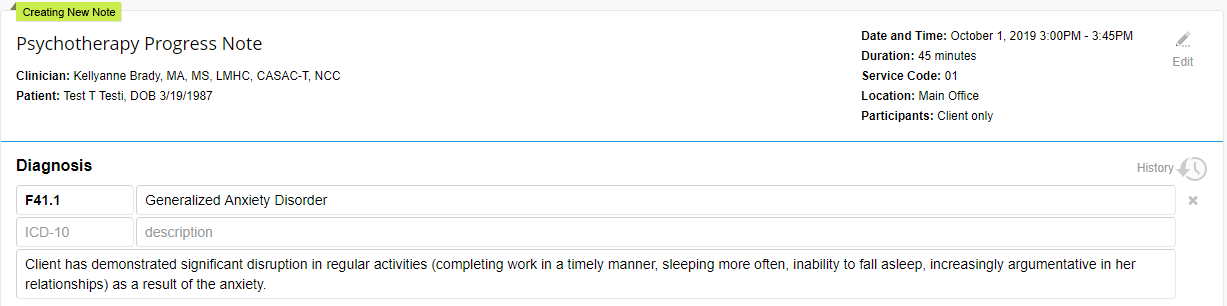 Creating New Note
Psychotherapy Progress Note
Clinician: Kellyanne Brady, MA, MS, LMHC, CASAC-T, NCC
Patient: Test T Testi, DOB 3/19/1987
Date and Time: October 1, 2019 3:00PM - 3:45PM
Duration: 45 minutes
Service Code: 01
Location: Main Office
Participants: Client only
Edit
Diagnosis
History
F41.1 Generalized Anxiety Disorder
ICD-10 description
Client has demonstrated significant disruption in regular activities (completing work in a timely manner, sleeping more often, inability to fall asleep, increasingly argumentative in her
relationships) as a result of the anxiety.